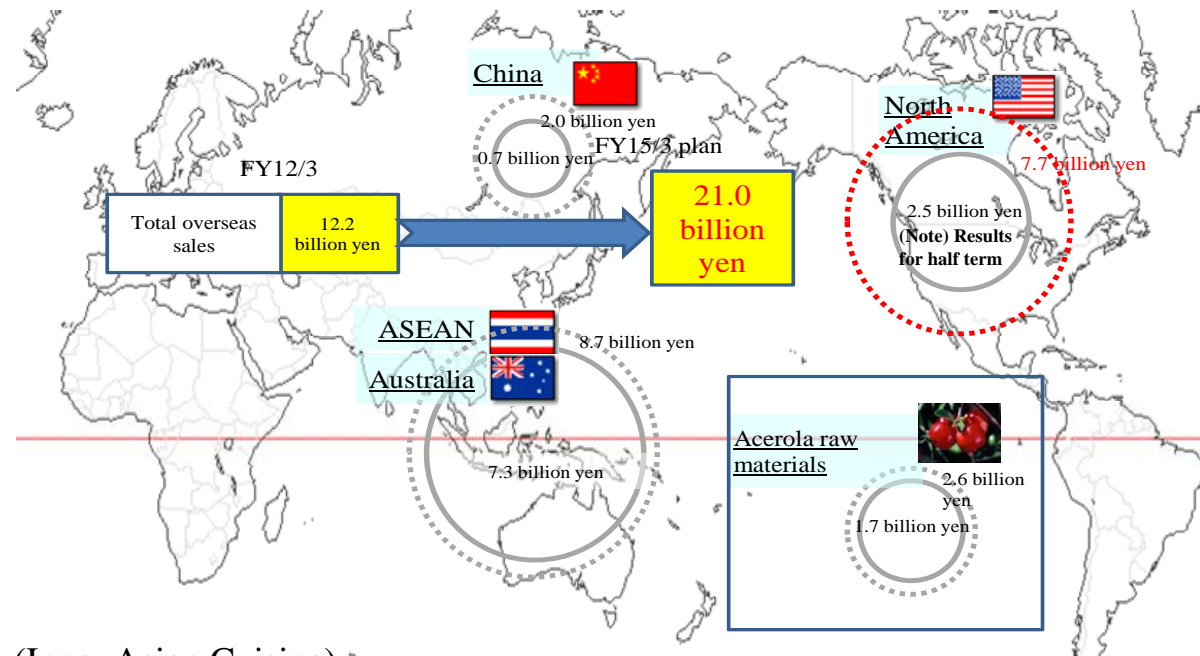 China
2.0 billion yen
0.7 billion yen
FY15/3 plan
North
America
7.7 billion yen
2.5 billion yen
(Note) Results
for half term
FY12/3
Total overseas
sales
12.2
billion yen
21.0
billion
yen
ASEAN
8.7 billion yen
Australia
7.3 billion yen
Acerola raw
materials
2.6 billion
yen
1.7 billion yen